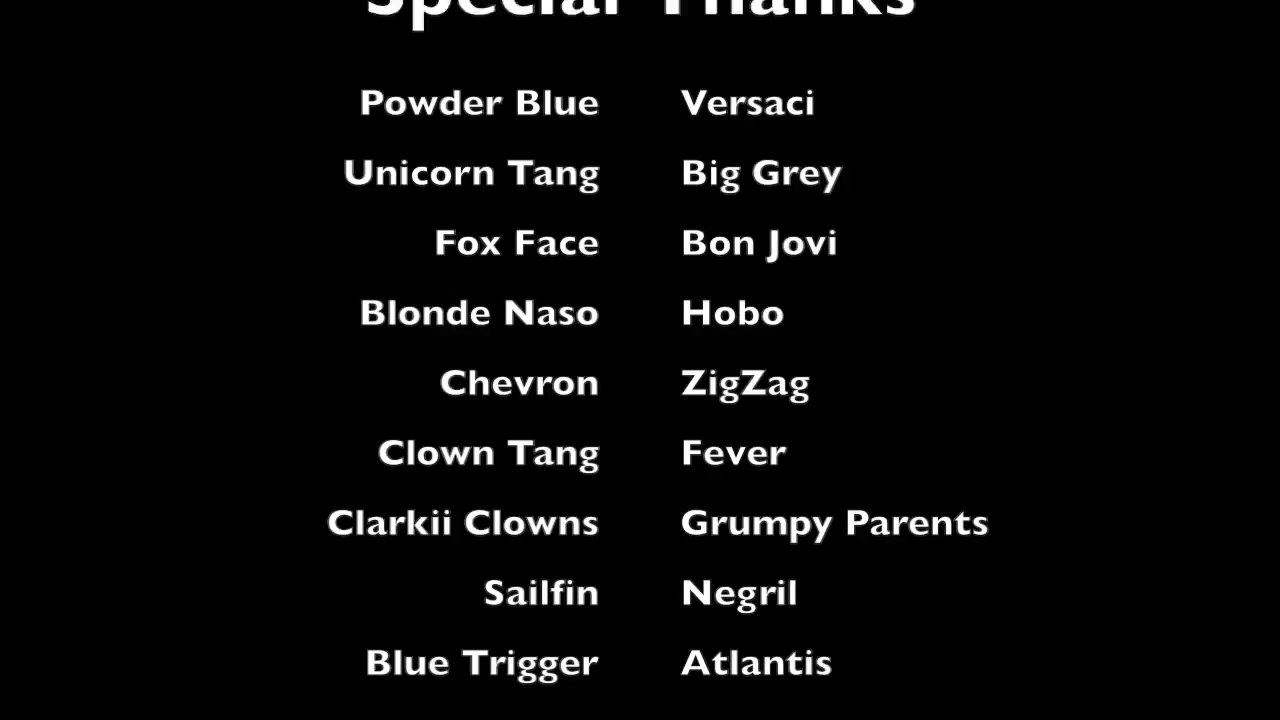 Special Thanks
Powder Blue Versaci
Unicorn Tang Big Grey
Fox Face Bon Jovi
Blonde Naso Hobo
Chevron ZigZag
Clown Tang Fever
Clarkii Clowns Grumpy Parents
Sailfin Negril
Blue Trigger Atlantis